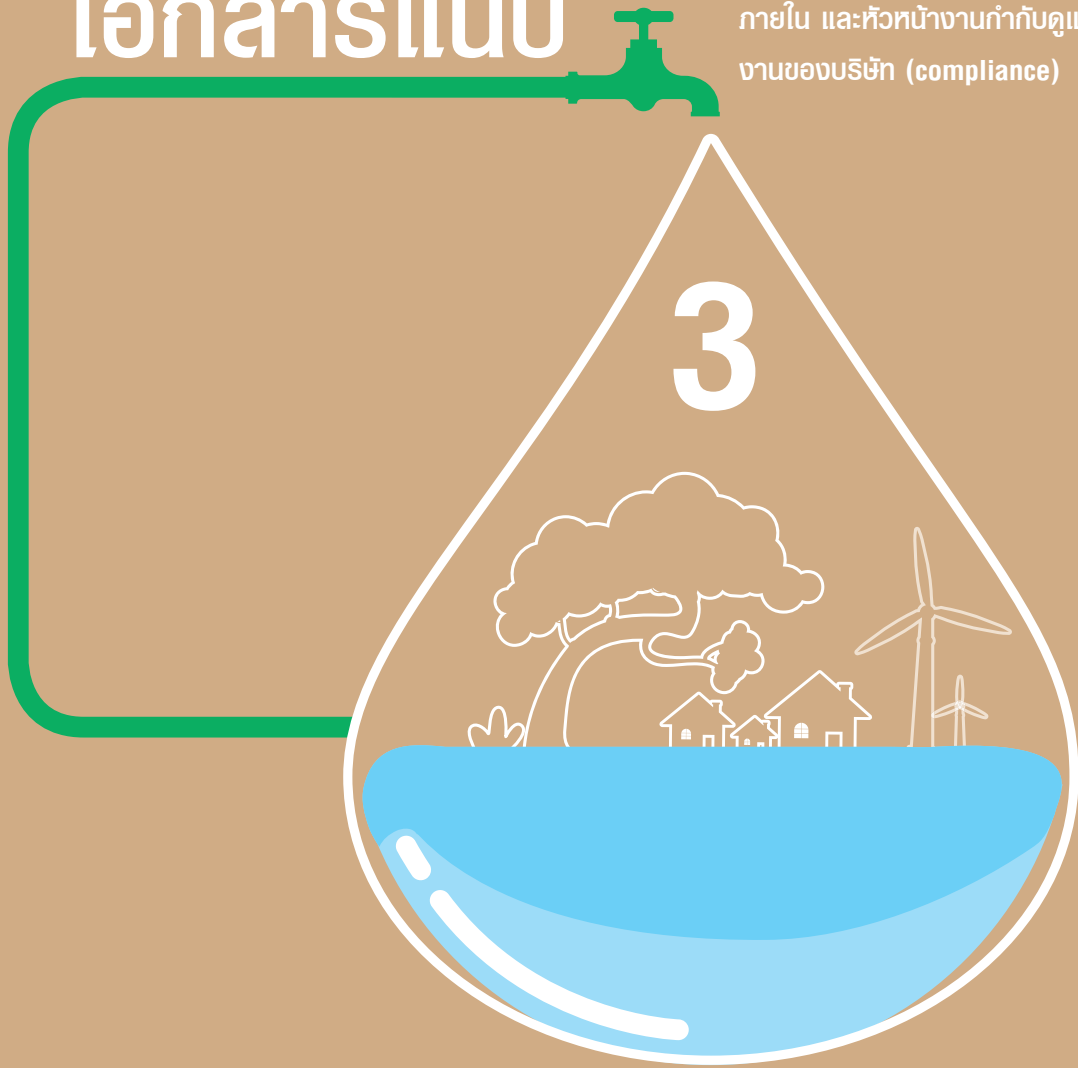 เอกสารแนบ
ภายใน และหัวหน้างานกำกับดูแ
งานของบริษัท (compliance)
3